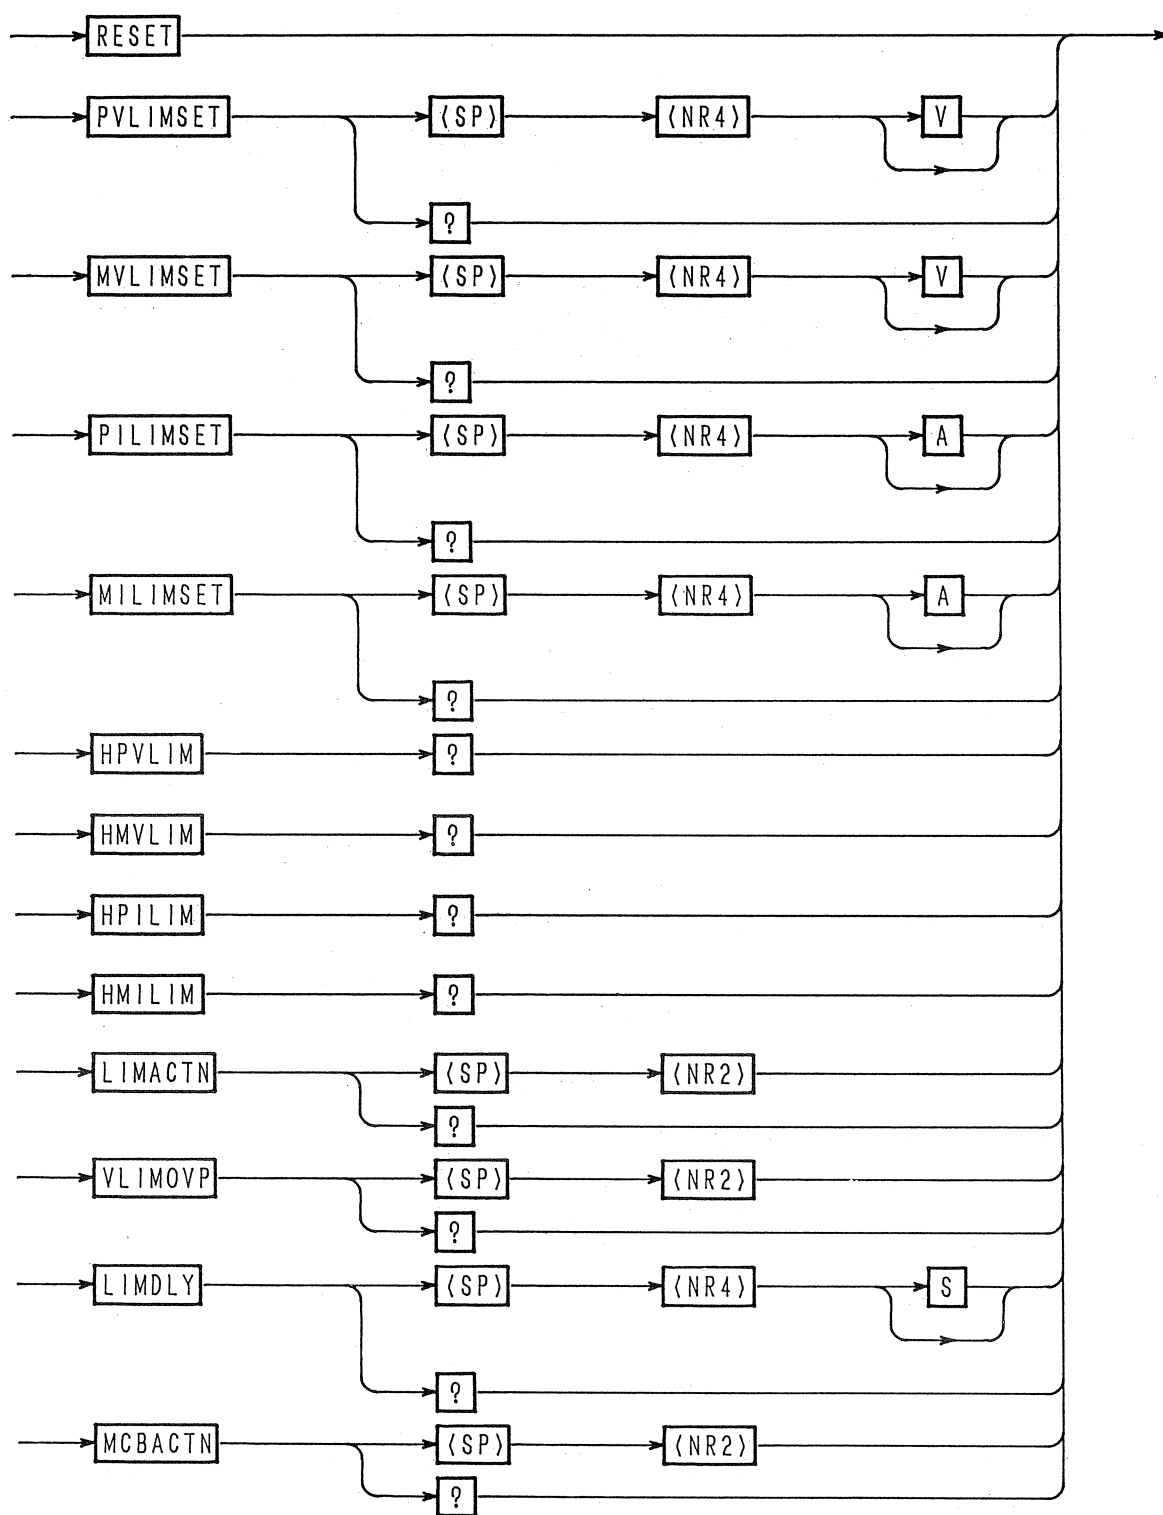 RESET
PVLIMSET ⟨SP⟩ ⟨NR4⟩ V
?
MVLIMSET ⟨SP⟩ ⟨NR4⟩ V
?
PILIMSET ⟨SP⟩ ⟨NR4⟩ A
?
MILIMSET ⟨SP⟩ ⟨NR4⟩ A
?
HPVLIM ?
HMVLIM ?
HPILIM ?
HMILIM ?
LIMACTN ⟨SP⟩ ⟨NR2⟩
?
VLIMOVP ⟨SP⟩ ⟨NR2⟩
?
LIMDLY ⟨SP⟩ ⟨NR4⟩ S
?
MCBACTN ⟨SP⟩ ⟨NR2⟩
?